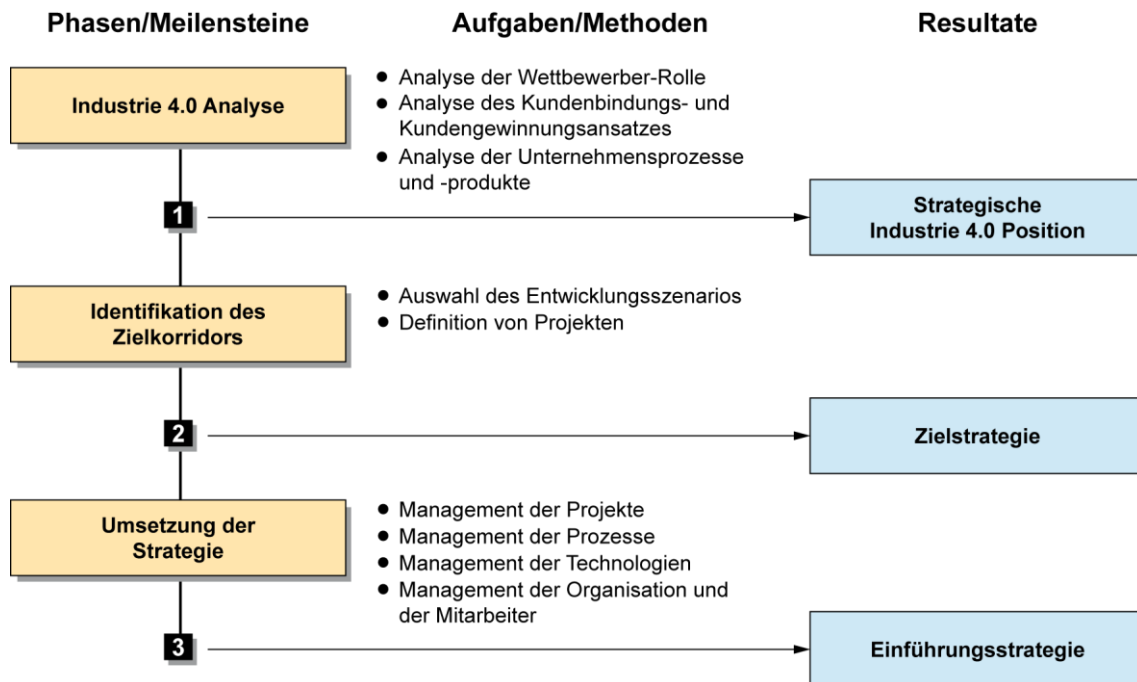 Phasen/Meilensteine
Aufgaben/Methoden
Resultate
Industrie 4.0 Analyse
● Analyse der Wettbewerber-Rolle
● Analyse des Kundenbindungs- und
Kundengewinnungsansatzes
● Analyse der Unternehmensprozesse
und -produkte
1
Strategische
Industrie 4.0 Position
Identifikation des
Zielkorridors
● Auswahl des Entwicklungsszenarios
● Definition von Projekten
2
Zielstrategie
Umsetzung der
Strategie
● Management der Projekte
● Management der Prozesse
● Management der Technologien
● Management der Organisation und
der Mitarbeiter
3
Einführungsstrategie